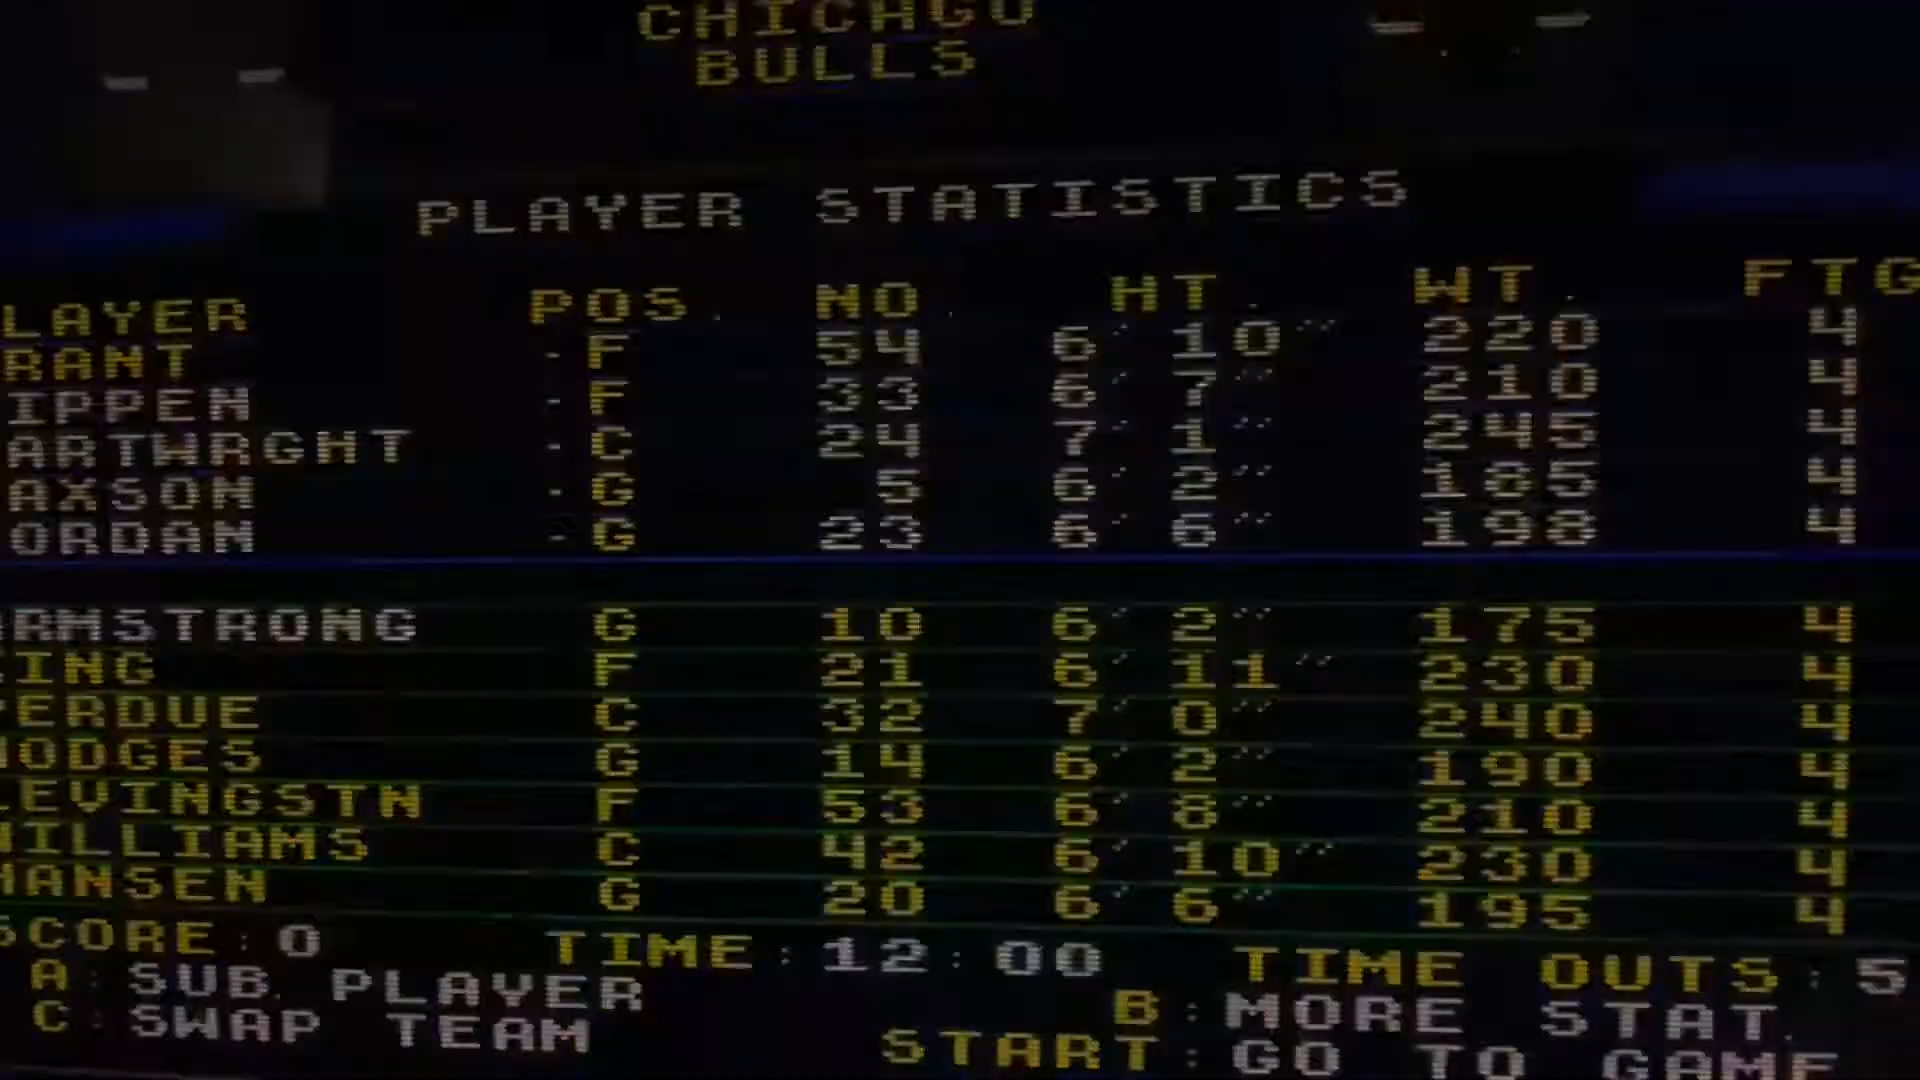 CHICAGO
BULLS
PLAYER STATISTICS
LAYER POS. NO. HT. WT. FTG
RANT - F 54 6' 10" 220 4
IPPEN - F 33 6' 7" 210 4
ARTWRGHT - C 24 7' 1" 245 4
AXSON - G 5 6' 2" 185 4
ORDAN - G 23 6' 6" 198 4
ARMSTRONG G 10 6' 2" 175 4
ING F 21 6' 11" 230 4
PERDUE C 32 7' 0" 240 4
HODGES G 14 6' 2" 190 4
LEVINGSTN F 53 6' 8" 210 4
WILLIAMS C 42 6' 10" 230 4
HANSEN G 20 6' 6" 195 4
SCORE:0 TIME:12:00 TIME OUTS:5
A:SUB. PLAYER B:MORE STAT.
C:SWAP TEAM START:GO TO GAME